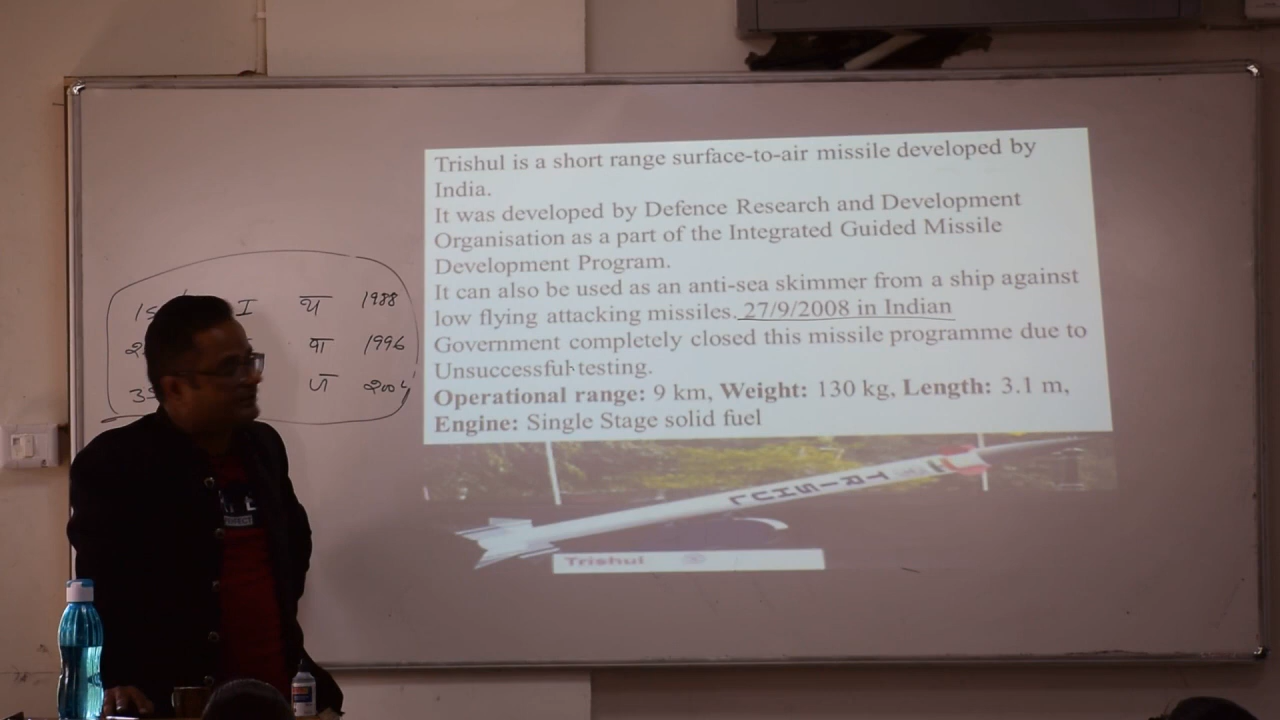 Trishul is a short range surface-to-air missile developed by
India.
It was developed by Defence Research and Development
Organisation as a part of the Integrated Guided Missile
Development Program.
It can also be used as an anti-sea skimmer from a ship against
low flying attacking missiles. 27/9/2008 in Indian
Government completely closed this missile programme due to
Unsuccessful testing.
Operational range: 9 km, Weight: 130 kg, Length: 3.1 m,
Engine: Single Stage solid fuel
TRISHUL
Trishul
I थ 1988
पा 1996
ज 2004